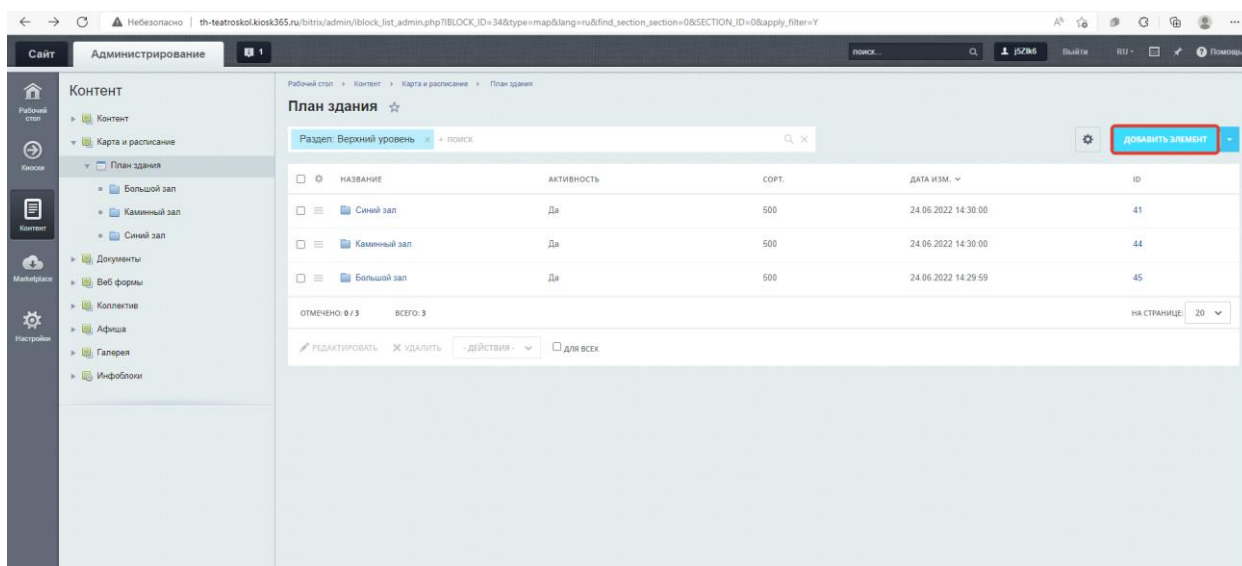 Небезопасно | th-teatroskol.kiosk365.ru/bitrix/admin/iblock_list_admin.php?IBLOCK_ID=34&type=map&lang=ru&find_section_section=0&SECTION_ID=0&apply_filter=Y
Сайт Администрирование 1 поиск... j5Zlk6 Выйти RU Помощь
Рабочий стол
Киоски
Контент
Marketplace
Настройки
Контент
Контент
Карта и расписание
План здания
Большой зал
Каминный зал
Синий зал
Документы
Веб формы
Коллектив
Афиша
Галерея
Инфоблоки
Рабочий стол Контент Карта и расписание План здания
План здания
Раздел: Верхний уровень × + поиск
ДОБАВИТЬ ЭЛЕМЕНТ
НАЗВАНИЕ АКТИВНОСТЬ СОРТ. ДАТА ИЗМ. ID
Синий зал Да 500 24.06.2022 14:30:00 41
Каминный зал Да 500 24.06.2022 14:30:00 44
Большой зал Да 500 24.06.2022 14:29:59 45
ОТМЕЧЕНО: 0 / 3 ВСЕГО: 3 НА СТРАНИЦЕ: 20
РЕДАКТИРОВАТЬ УДАЛИТЬ - ДЕЙСТВИЯ - ДЛЯ ВСЕХ